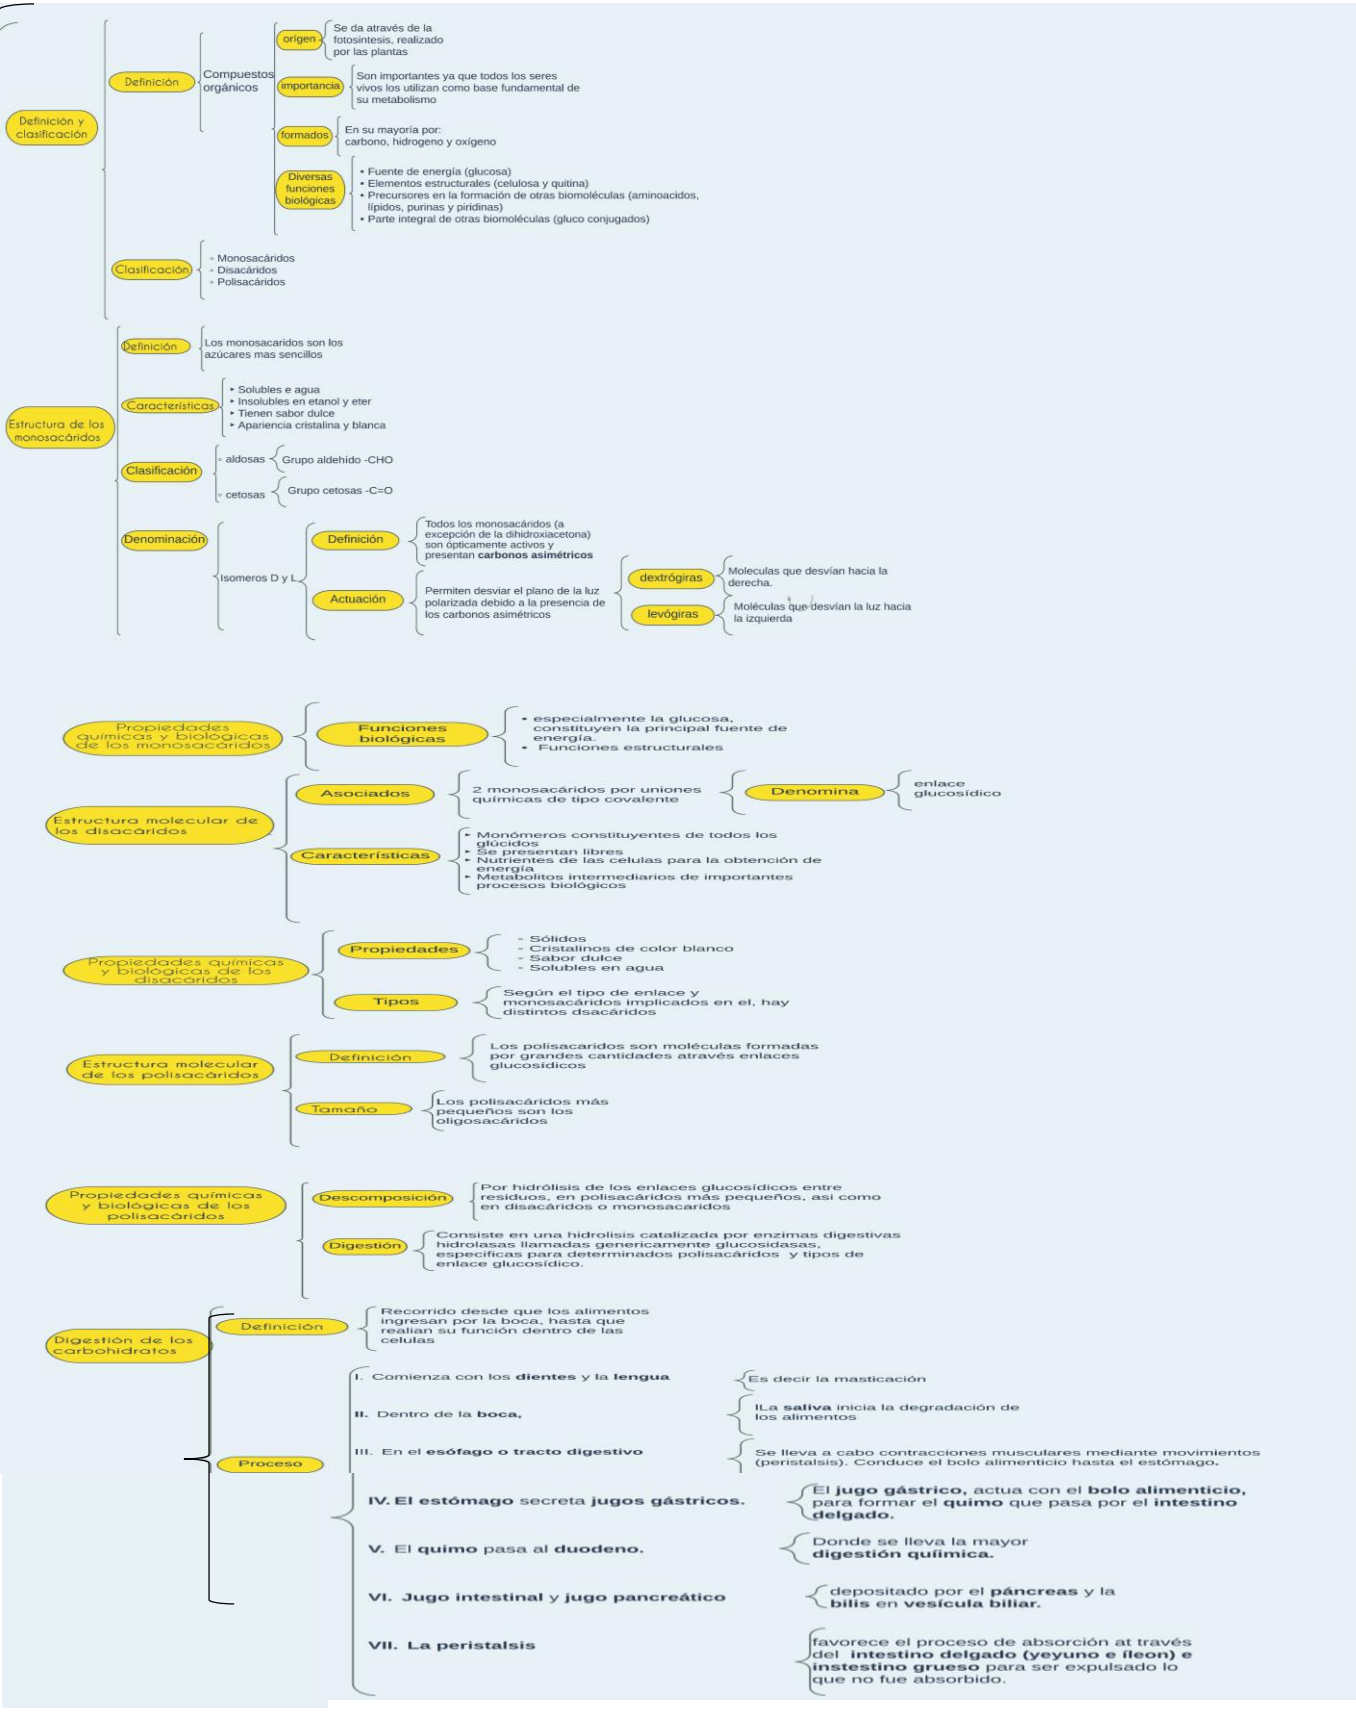 Definición y
clasificación
Definición
Compuestos
orgánicos
orígen
Se da através de la
fotosintesis, realizado
por las plantas
importancia
Son importantes ya que todos los seres
vivos los utilizan como base fundamental de
su metabolismo
formados
En su mayoría por:
carbono, hidrogeno y oxígeno
Diversas
funciones
biológicas
• Fuente de energía (glucosa)
• Elementos estructurales (celulosa y quitina)
• Precursores en la formación de otras biomoléculas (aminoacidos,
lípidos, purinas y piridinas)
• Parte integral de otras biomoléculas (gluco conjugados)
Clasificación
◦ Monosacáridos
◦ Disacáridos
◦ Polisacáridos
Estructura de los
monosacáridos
Definición
Los monosacaridos son los
azúcares mas sencillos
Características
‣ Solubles e agua
‣ Insolubles en etanol y eter
‣ Tienen sabor dulce
‣ Apariencia cristalina y blanca
Clasificación
◦ aldosas
Grupo aldehído -CHO
◦ cetosas
Grupo cetosas -C=O
Denominación
Isomeros D y L
Definición
Todos los monosacáridos (a
excepción de la dihidroxiacetona)
son ópticamente activos y
presentan carbonos asimétricos
Actuación
Permiten desviar el plano de la luz
polarizada debido a la presencia de
los carbonos asimétricos
dextrógiras
Moleculas que desvían hacia la
derecha.
levógiras
Moléculas que desvían la luz hacia
la izquierda
Propiedades
químicas y biológicas
de los monosacáridos
Funciones
biológicas
• especialmente la glucosa,
constituyen la principal fuente de
energía.
• Funciones estructurales
Estructura molecular de
los disacáridos
Asociados
2 monosacáridos por uniones
químicas de tipo covalente
Denomina
enlace
glucosídico
Características
‣ Monómeros constituyentes de todos los
glúcidos
‣ Se presentan libres
‣ Nutrientes de las celulas para la obtención de
energía
‣ Metabolitos intermediarios de importantes
procesos biológicos
Propiedades químicas
y biológicas de los
disacáridos
Propiedades
- Sólidos
- Cristalinos de color blanco
- Sabor dulce
- Solubles en agua
Tipos
Según el tipo de enlace y
monosacáridos implicados en el, hay
distintos dsacáridos
Estructura molecular
de los polisacáridos
Definición
Los polisacaridos son moléculas formadas
por grandes cantidades através enlaces
glucosídicos
Tamaño
Los polisacáridos más
pequeños son los
oligosacáridos
Propiedades químicas
y biológicas de los
polisacáridos
Descomposición
Por hidrólisis de los enlaces glucosídicos entre
residuos, en polisacáridos más pequeños, asi como
en disacáridos o monosacaridos
Digestión
Consiste en una hidrolisis catalizada por enzimas digestivas
hidrolasas llamadas genericamente glucosidasas,
especificas para determinados polisacáridos y tipos de
enlace glucosídico.
Digestión de los
carbohidratos
Definición
Recorrido desde que los alimentos
ingresan por la boca, hasta que
realian su función dentro de las
celulas
Proceso
I. Comienza con los dientes y la lengua
Es decir la masticación
II. Dentro de la boca,
lLa saliva inicia la degradación de
los alimentos
III. En el esófago o tracto digestivo
Se lleva a cabo contracciones musculares mediante movimientos
(peristalsis). Conduce el bolo alimenticio hasta el estómago.
IV. El estómago secreta jugos gástricos.
El jugo gástrico, actua con el bolo alimenticio,
para formar el quimo que pasa por el intestino
delgado.
V. El quimo pasa al duodeno.
Donde se lleva la mayor
digestión quíimica.
VI. Jugo intestinal y jugo pancreático
depositado por el páncreas y la
bilis en vesícula biliar.
VII. La peristalsis
favorece el proceso de absorción at través
del intestino delgado (yeyuno e íleon) e
instestino grueso para ser expulsado lo
que no fue absorbido.